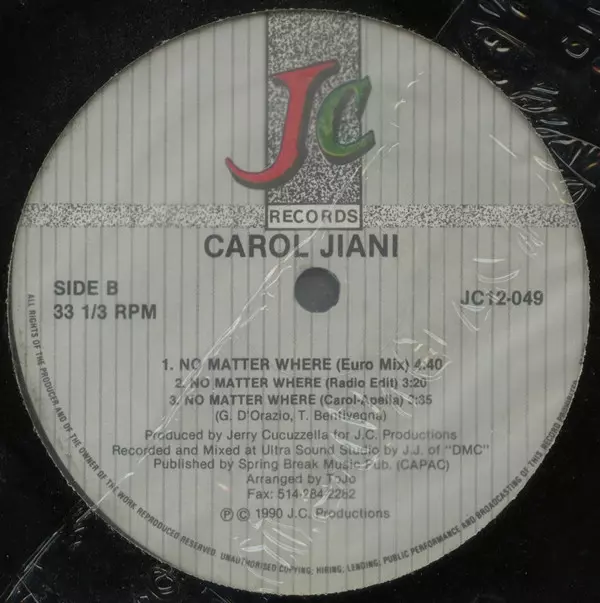 JC
RECORDS
CAROL JIANI
SIDE B
33 1/3 RPM
JC12-049
1. NO MATTER WHERE (Euro Mix) 4:40
2. NO MATTER WHERE (Radio Edit) 3:20
3. NO MATTER WHERE (Carol-Apella) 3:35
(G. D'Orazio, T. Bentivegna)
Produced by Jerry Cucuzzella for J.C. Productions
Recorded and Mixed at Ultra Sound Studio by J.J. of "DMC"
Published by Spring Break Music Pub. (CAPAC)
Arranged by ToJo
Fax: 514-284-2282
℗ © 1990 J.C. Productions
ALL RIGHTS OF THE PRODUCER AND OF THE OWNER OF THE WORK REPRODUCED RESERVED. UNAUTHORISED COPYING; HIRING, LENDING, PUBLIC PERFORMANCE AND BROADCASTING OF THIS RECORD PROHIBITED.